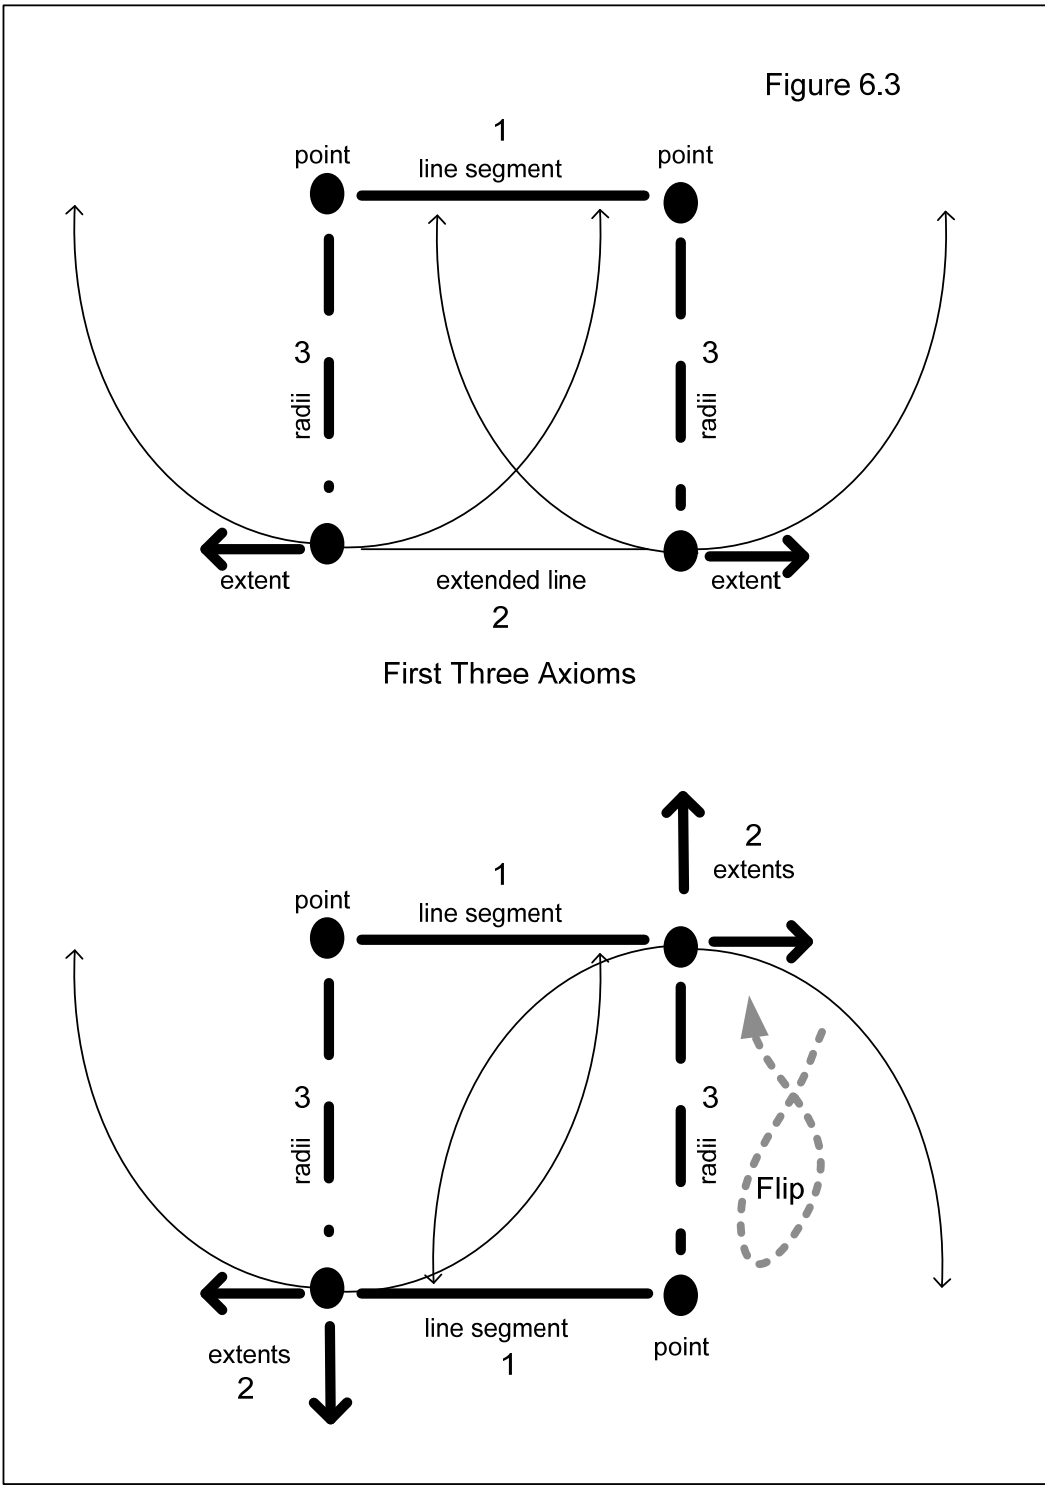 Figure 6.3
1
point
line segment
point
3
radii
3
radii
extent
extended line
extent
2
First Three Axioms
2
extents
1
point
line segment
3
radii
3
radii
Flip
line segment
point
extents
1
2